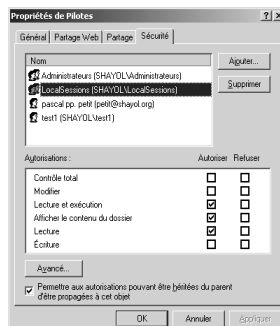 Propriétés de Pilotes
Général Partage Web Partage Sécurité
Nom
Administrateurs (SHAYOL\Administrateurs)
LocalSessions (SHAYOL\LocalSessions)
pascal pp. petit (petit@shayol.org)
test1 (SHAYOL\test1)
Ajouter...
Supprimer
Autorisations : Autoriser Refuser
Contrôle total
Modifier
Lecture et exécution
Afficher le contenu du dossier
Lecture
Écriture
Avancé...
Permettre aux autorisations pouvant être héritées du parent
d'être propagées à cet objet
OK Annuler Appliquer